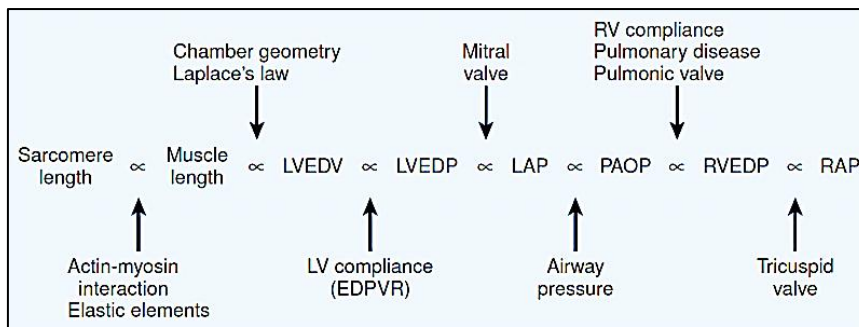 Chamber geometry
Laplace's law
Mitral
valve
RV compliance
Pulmonary disease
Pulmonic valve
Sarcomere length ∝ Muscle length ∝ LVEDV ∝ LVEDP ∝ LAP ∝ PAOP ∝ RVEDP ∝ RAP
Actin-myosin
interaction
Elastic elements
LV compliance
(EDPVR)
Airway
pressure
Tricuspid
valve